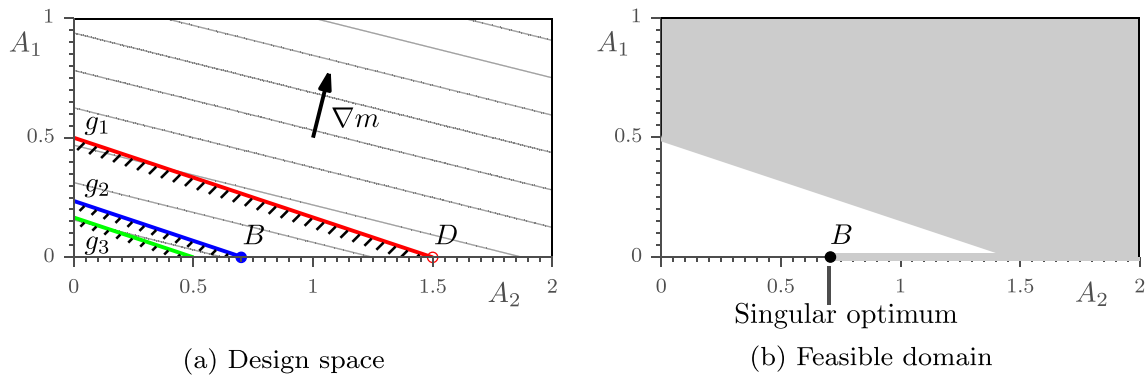 1
A₁
0.5
0
g₁
g₂
g₃
∇m
B
D
0
0.5
1
1.5
2
A₂
(a) Design space
1
A₁
0.5
0
B
0
0.5
1
1.5
2
A₂
Singular optimum
(b) Feasible domain